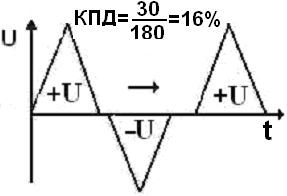 КПД=30/180=16%
U
+U → +U
-U
t